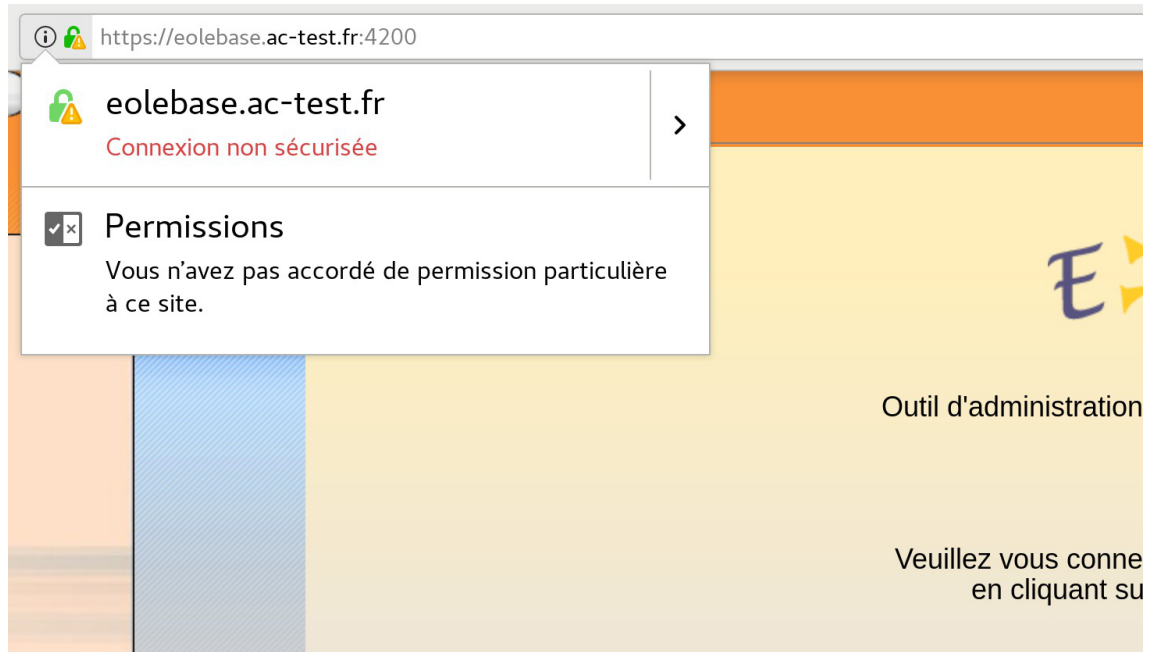 https://eolebase.ac-test.fr:4200
eolebase.ac-test.fr
Connexion non sécurisée
Permissions
Vous n'avez pas accordé de permission particulière
à ce site.
E
Outil d'administration
Veuillez vous conne
en cliquant su